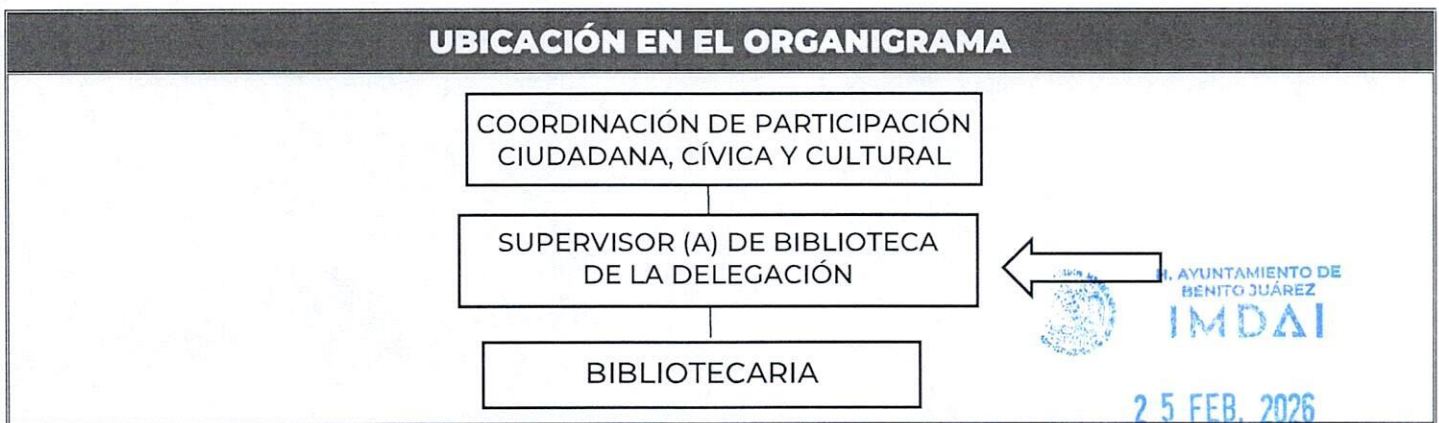 UBICACIÓN EN EL ORGANIGRAMA
COORDINACIÓN DE PARTICIPACIÓN
CIUDADANA, CÍVICA Y CULTURAL
SUPERVISOR (A) DE BIBLIOTECA
DE LA DELEGACIÓN
H. AYUNTAMIENTO DE
BENITO JUÁREZ
IMDAI
BIBLIOTECARIA
25 FEB. 2026